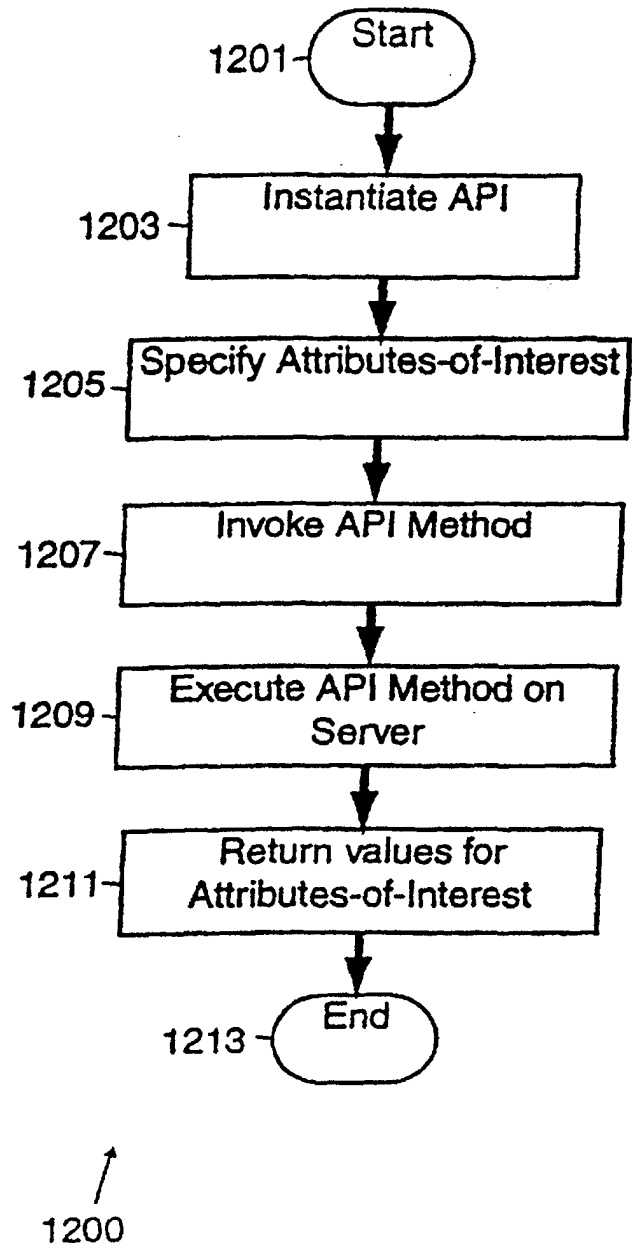 Start
1201
Instantiate API
1203
Specify Attributes-of-Interest
1205
Invoke API Method
1207
Execute API Method on
Server
1209
Return values for
Attributes-of-Interest
1211
End
1213
1200